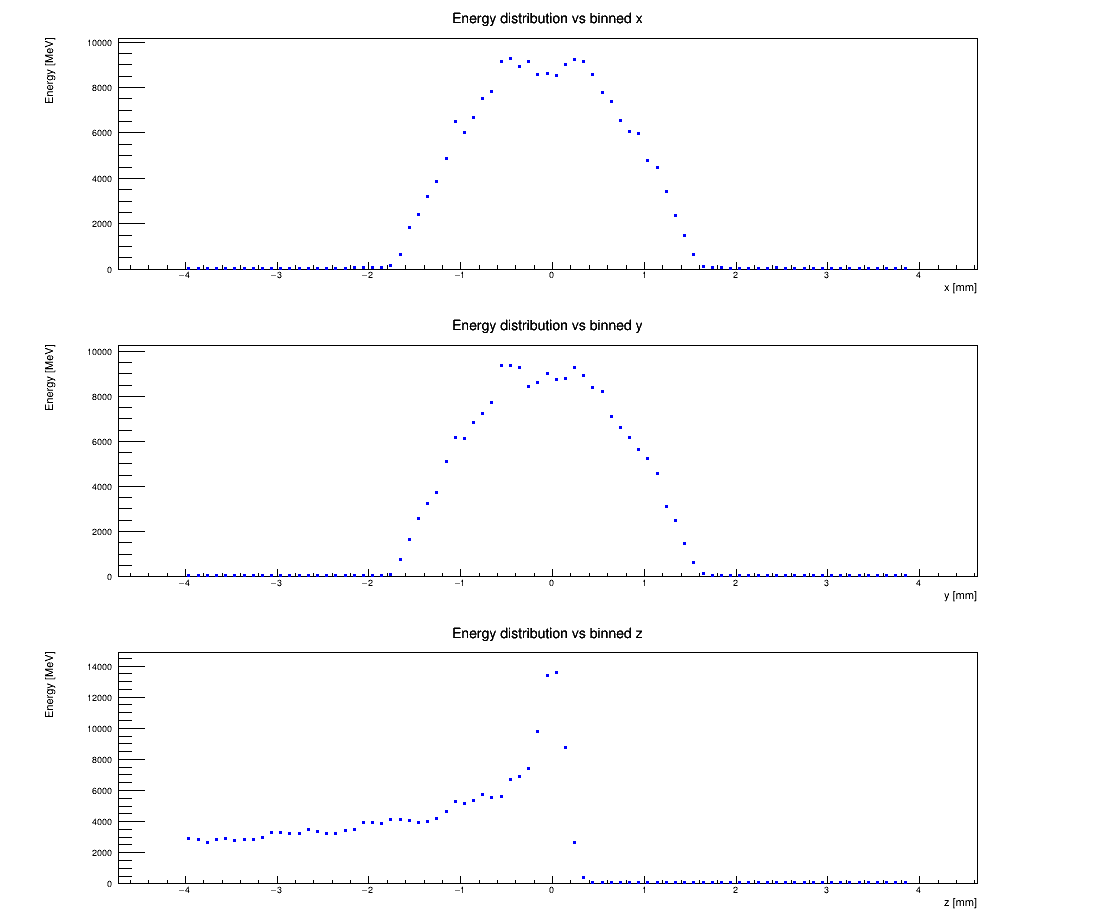 Energy distribution vs binned x
Energy [MeV]
10000
8000
6000
4000
2000
0
−4 −3 −2 −1 0 1 2 3 4
x [mm]
Energy distribution vs binned y
Energy [MeV]
10000
8000
6000
4000
2000
0
−4 −3 −2 −1 0 1 2 3 4
y [mm]
Energy distribution vs binned z
Energy [MeV]
14000
12000
10000
8000
6000
4000
2000
0
−4 −3 −2 −1 0 1 2 3 4
z [mm]